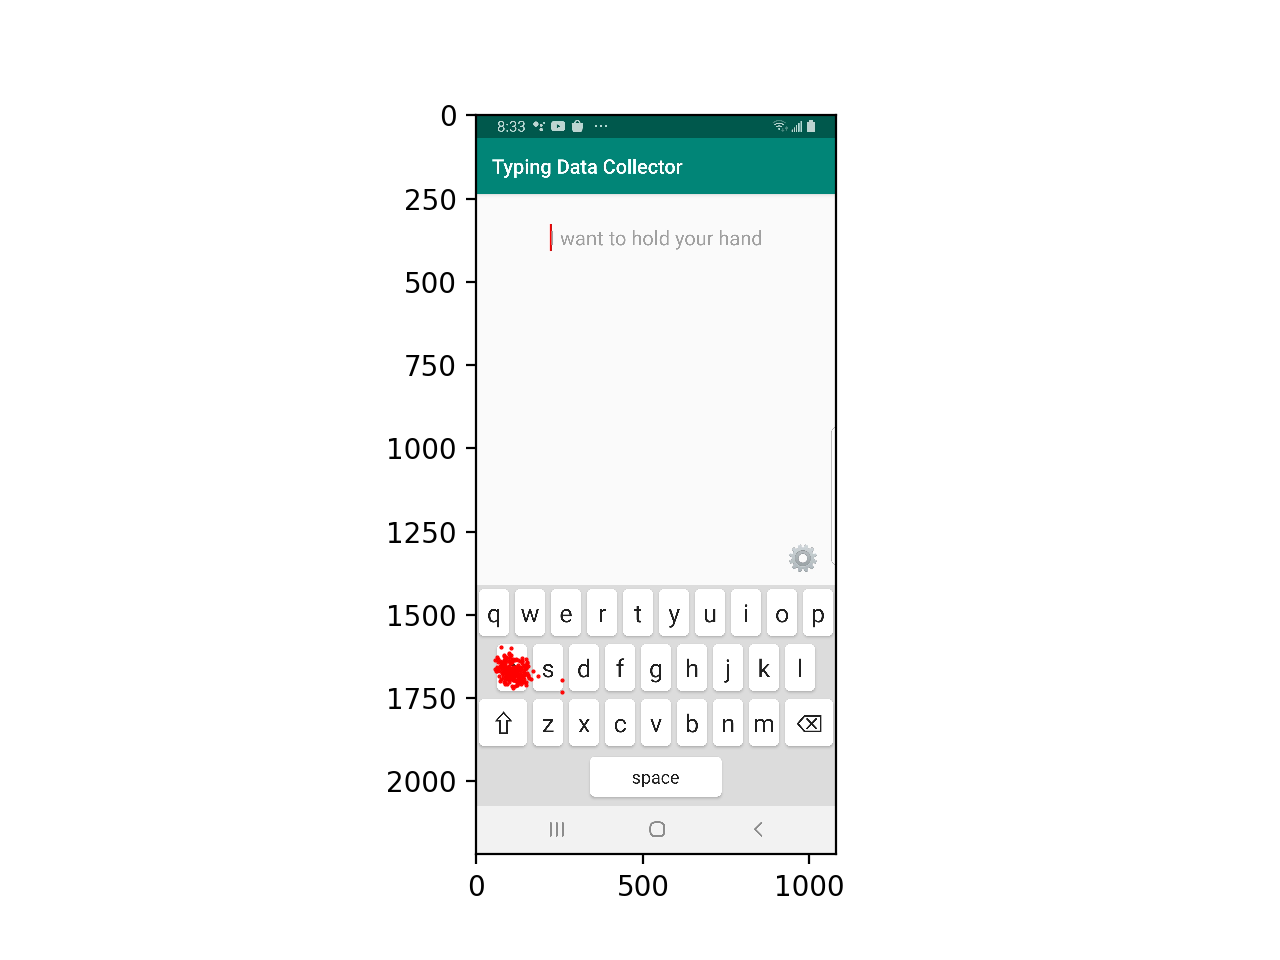 0
250
500
750
1000
1250
1500
1750
2000
8:33
Typing Data Collector
want to hold your hand
q w e r t y u i o p
s d f g h j k l
z x c v b n m
space
0 500 1000